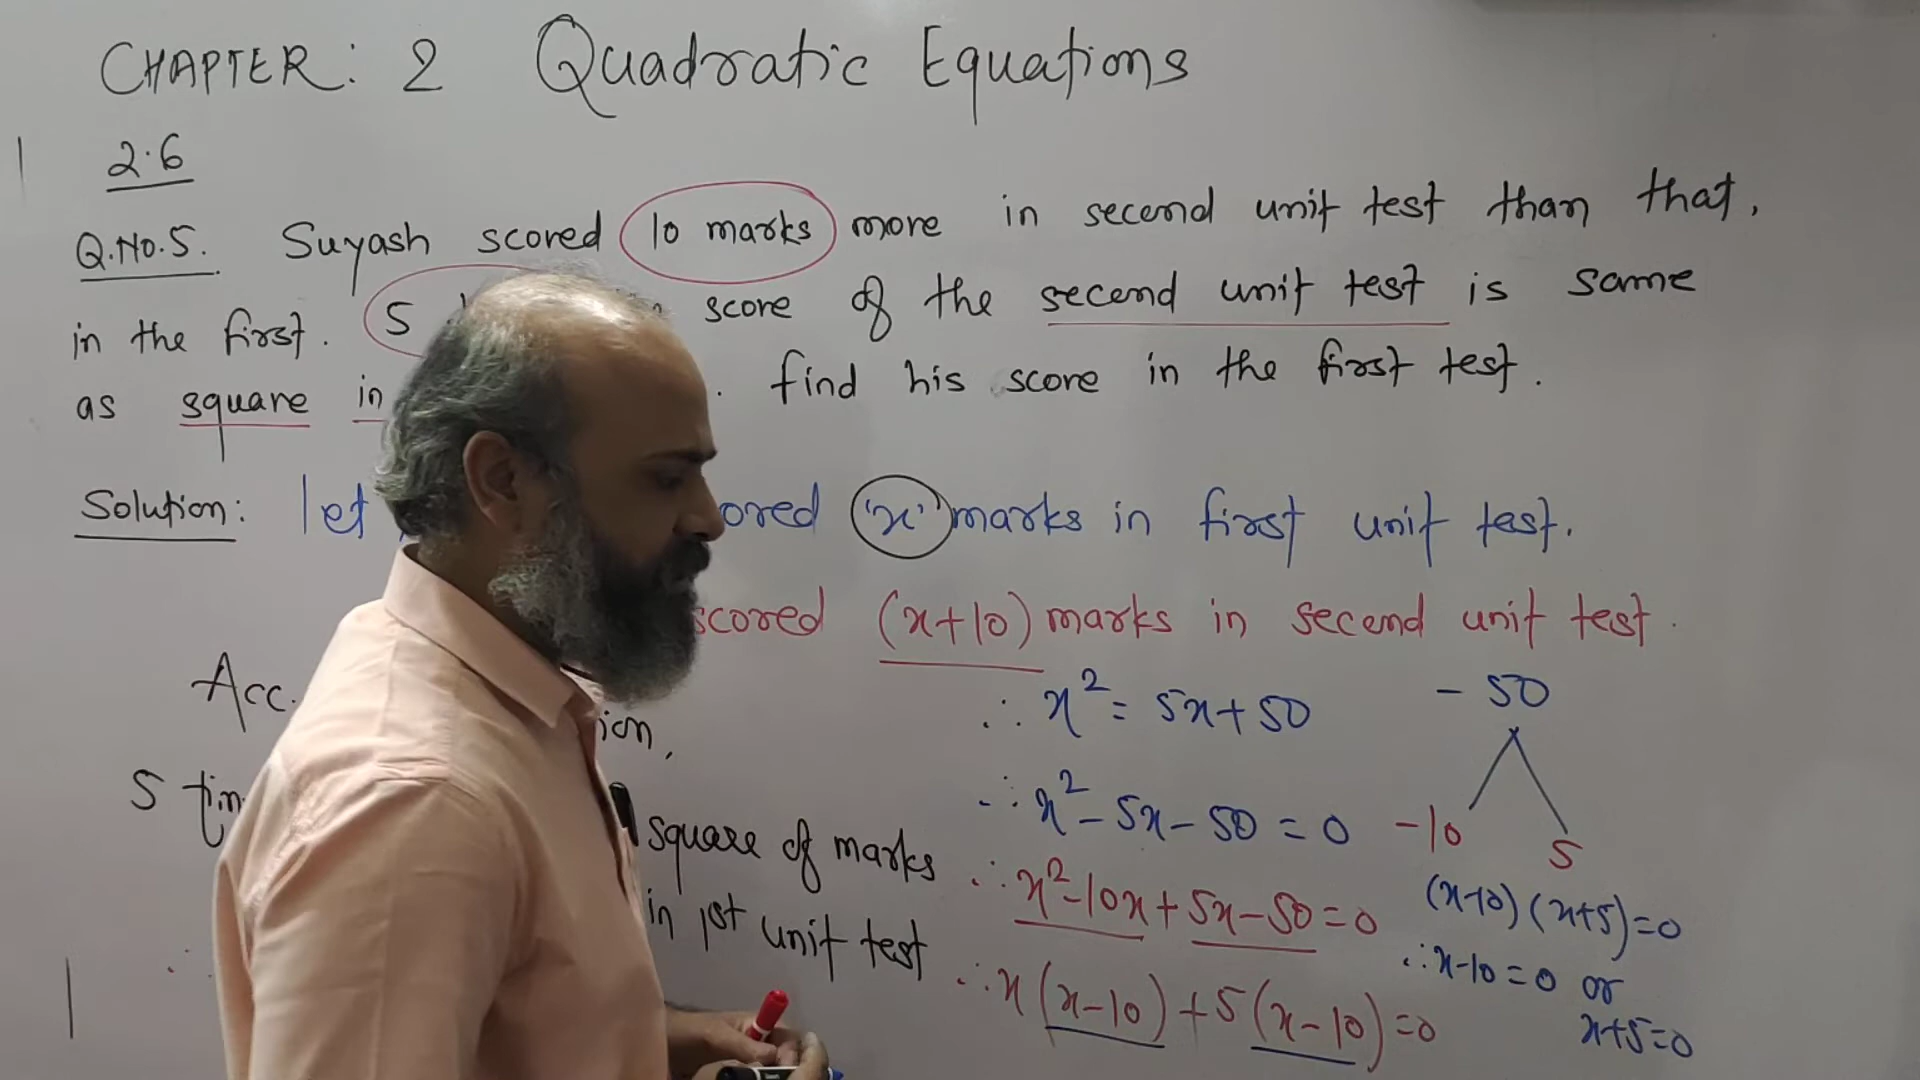 CHAPTER: 2 Quadratic Equations
2.6
Q.No.5. Suyash scored 10 marks more in second unit test than that,
in the first. 5 score of the second unit test is same
as square in . find his score in the first test.
Solution: let ored 'x' marks in first unit test.
scored (x+10) marks in second unit test.
Acc. ion,
5 tim
square of marks
in 1st unit test
∴ x² = 5x+50
∴ x² - 5x - 50 = 0
∴ x²-10x + 5x-50 = 0
∴ x(x-10) + 5(x-10) = 0
- 50
-10 5
(x-10)(x+5)=0
∴ x-10 = 0 or
x+5=0